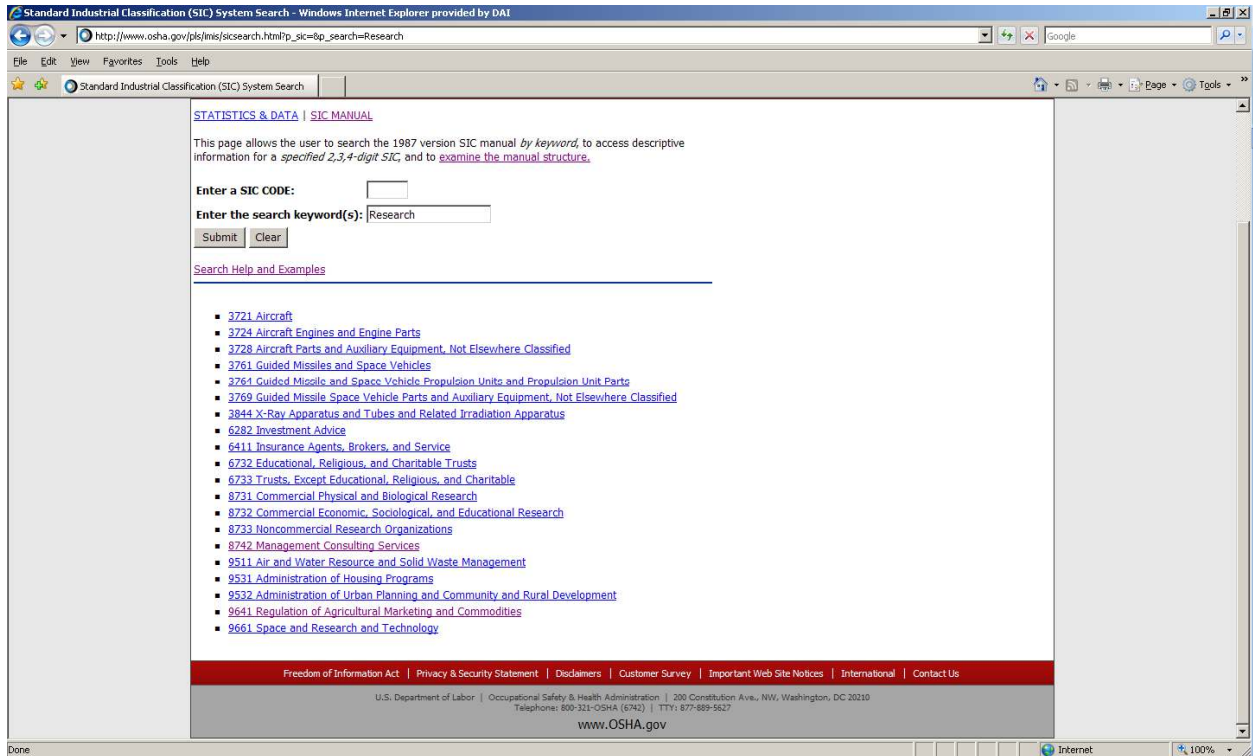 Standard Industrial Classification (SIC) System Search - Windows Internet Explorer provided by DAI
http://www.osha.gov/pls/imis/sicsearch.html?p_sic=&p_search=Research
Google
File Edit View Favorites Tools Help
Standard Industrial Classification (SIC) System Search
Page Tools
STATISTICS & DATA | SIC MANUAL
This page allows the user to search the 1987 version SIC manual by keyword, to access descriptive
information for a specified 2,3,4-digit SIC, and to examine the manual structure.
Enter a SIC CODE:
Enter the search keyword(s): Research
Submit Clear
Search Help and Examples
3721 Aircraft
3724 Aircraft Engines and Engine Parts
3728 Aircraft Parts and Auxiliary Equipment, Not Elsewhere Classified
3761 Guided Missiles and Space Vehicles
3764 Guided Missile and Space Vehicle Propulsion Units and Propulsion Unit Parts
3769 Guided Missile Space Vehicle Parts and Auxiliary Equipment, Not Elsewhere Classified
3844 X-Ray Apparatus and Tubes and Related Irradiation Apparatus
6282 Investment Advice
6411 Insurance Agents, Brokers, and Service
6732 Educational, Religious, and Charitable Trusts
6733 Trusts, Except Educational, Religious, and Charitable
8731 Commercial Physical and Biological Research
8732 Commercial Economic, Sociological, and Educational Research
8733 Noncommercial Research Organizations
8742 Management Consulting Services
9511 Air and Water Resource and Solid Waste Management
9531 Administration of Housing Programs
9532 Administration of Urban Planning and Community and Rural Development
9641 Regulation of Agricultural Marketing and Commodities
9661 Space and Research and Technology
Freedom of Information Act | Privacy & Security Statement | Disclaimers | Customer Survey | Important Web Site Notices | International | Contact Us
U.S. Department of Labor | Occupational Safety & Health Administration | 200 Constitution Ave., NW, Washington, DC 20210
Telephone: 800-321-OSHA (6742) | TTY: 877-889-5627
www.OSHA.gov
Done
Internet
100%